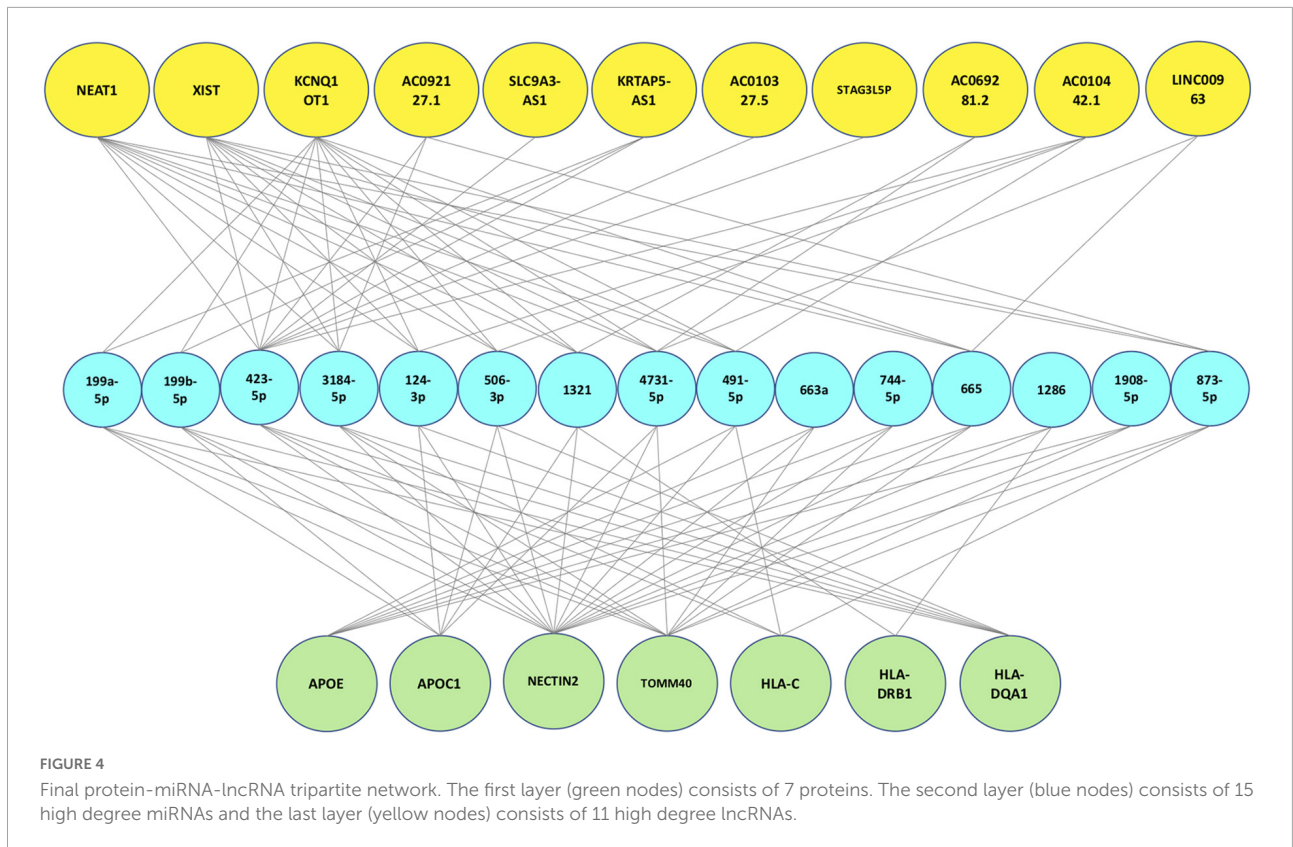 NEAT1
XIST
KCNQ1
OT1
AC0921
27.1
SLC9A3-
AS1
KRTAP5-
AS1
AC0103
27.5
STAG3L5P
AC0692
81.2
AC0104
42.1
LINC009
63
199a-
5p
199b-
5p
423-
5p
3184-
5p
124-
3p
506-
3p
1321
4731-
5p
491-
5p
663a
744-
5p
665
1286
1908-
5p
873-
5p
APOE
APOC1
NECTIN2
TOMM40
HLA-C
HLA-
DRB1
HLA-
DQA1
FIGURE 4
Final protein-miRNA-lncRNA tripartite network. The first layer (green nodes) consists of 7 proteins. The second layer (blue nodes) consists of 15
high degree miRNAs and the last layer (yellow nodes) consists of 11 high degree lncRNAs.